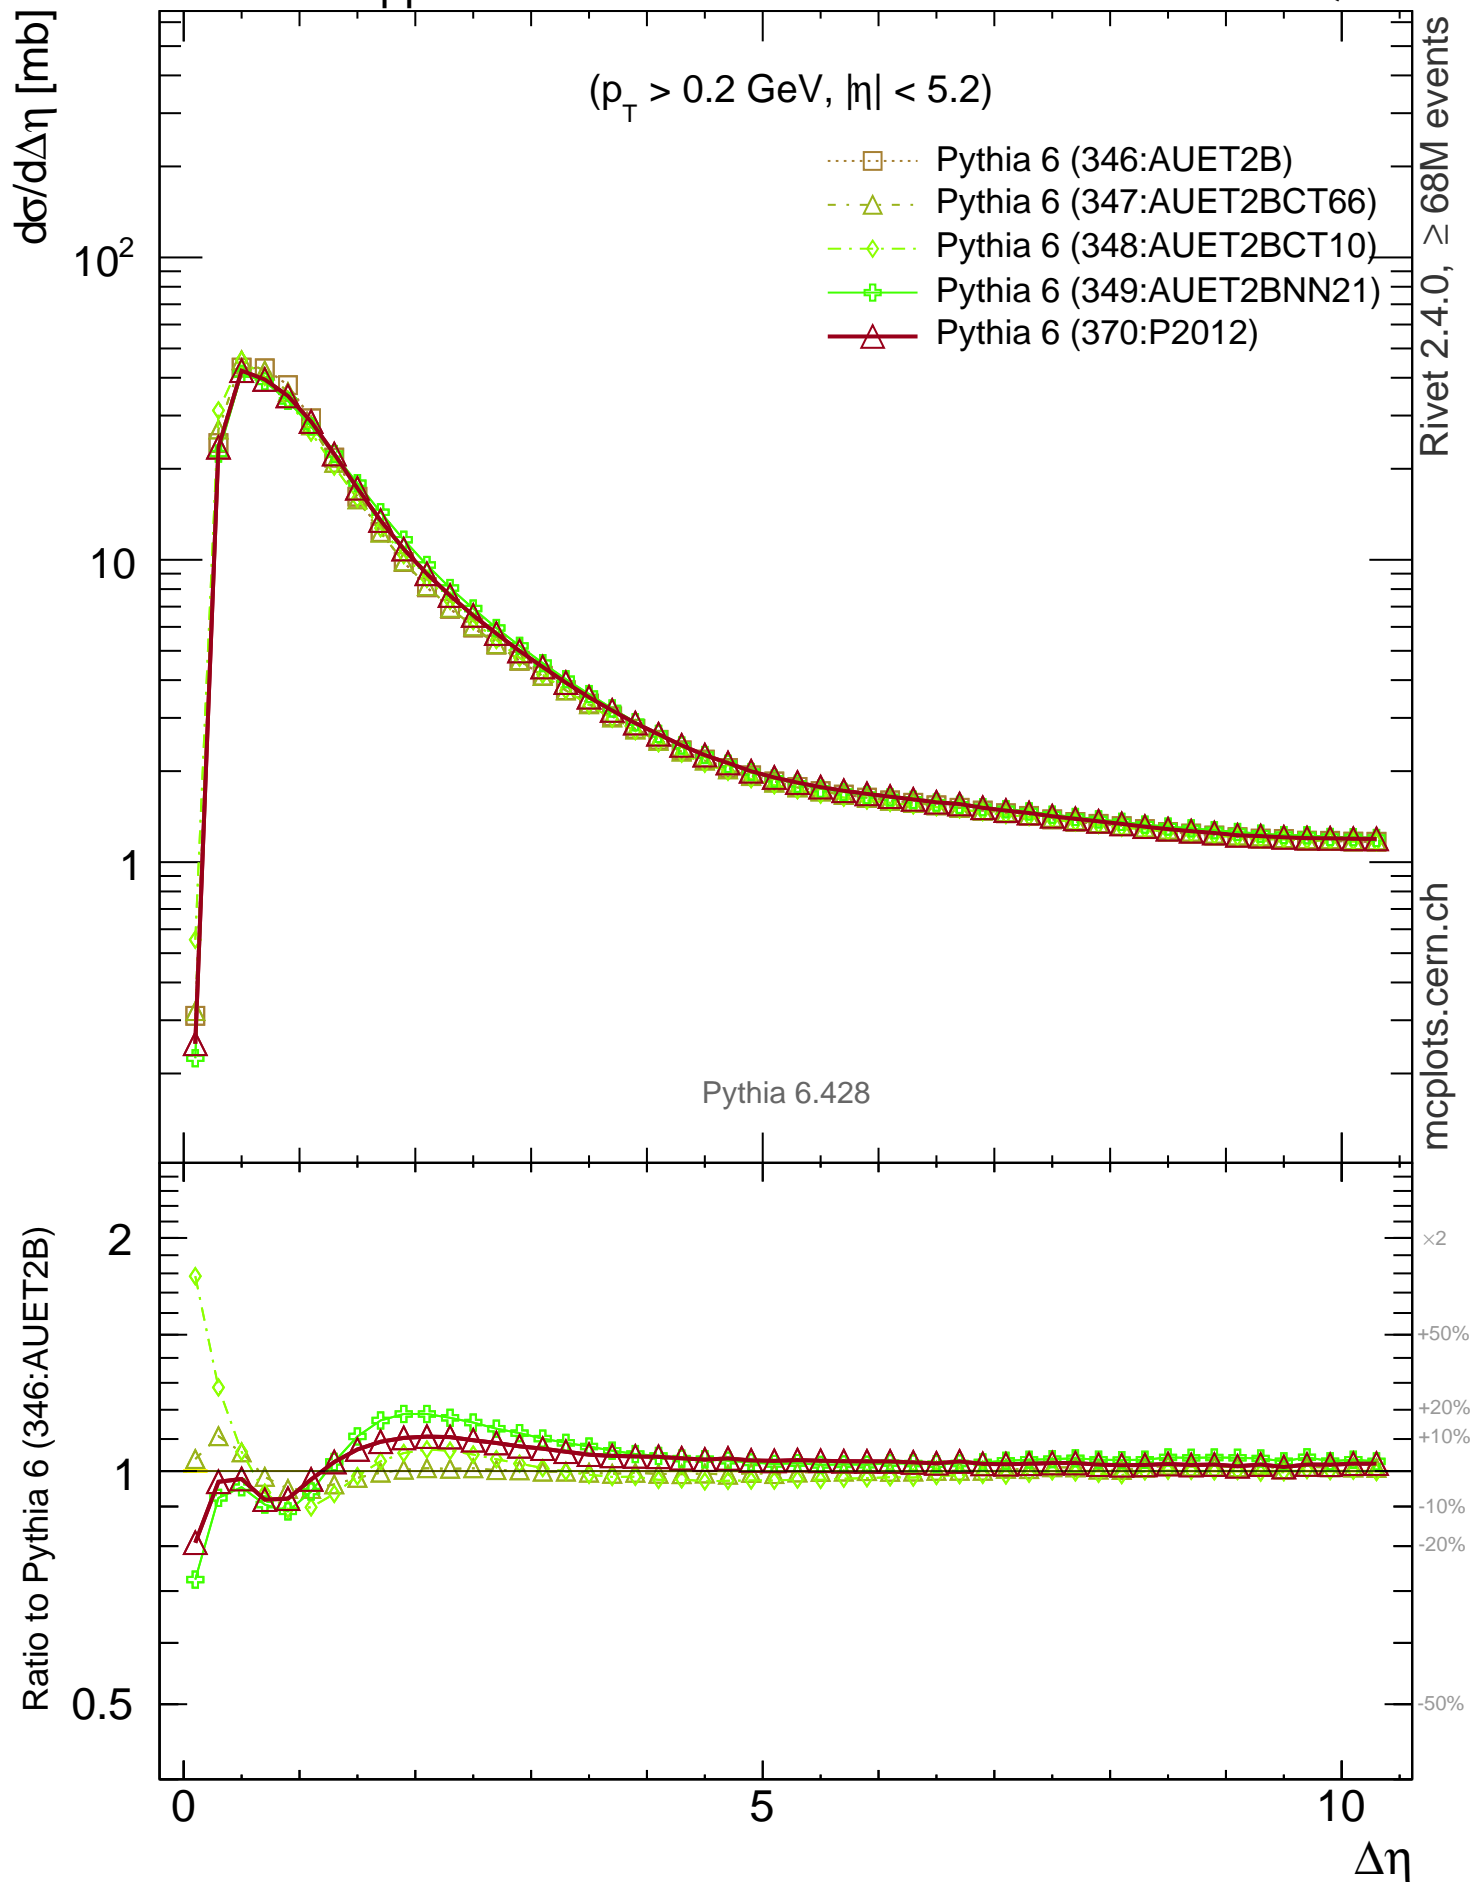 pp
dσ/dΔη [mb]
(p_T > 0.2 GeV, |η| < 5.2)
Pythia 6 (346:AUET2B)
Pythia 6 (347:AUET2BCT66)
Pythia 6 (348:AUET2BCT10)
Pythia 6 (349:AUET2BNN21)
Pythia 6 (370:P2012)
10²
10
1
Pythia 6.428
Rivet 2.4.0, ≥ 68M events
mcplots.cern.ch
Ratio to Pythia 6 (346:AUET2B)
2
1
0.5
×2
+50%
+20%
+10%
-10%
-20%
-50%
0 5 10
Δη